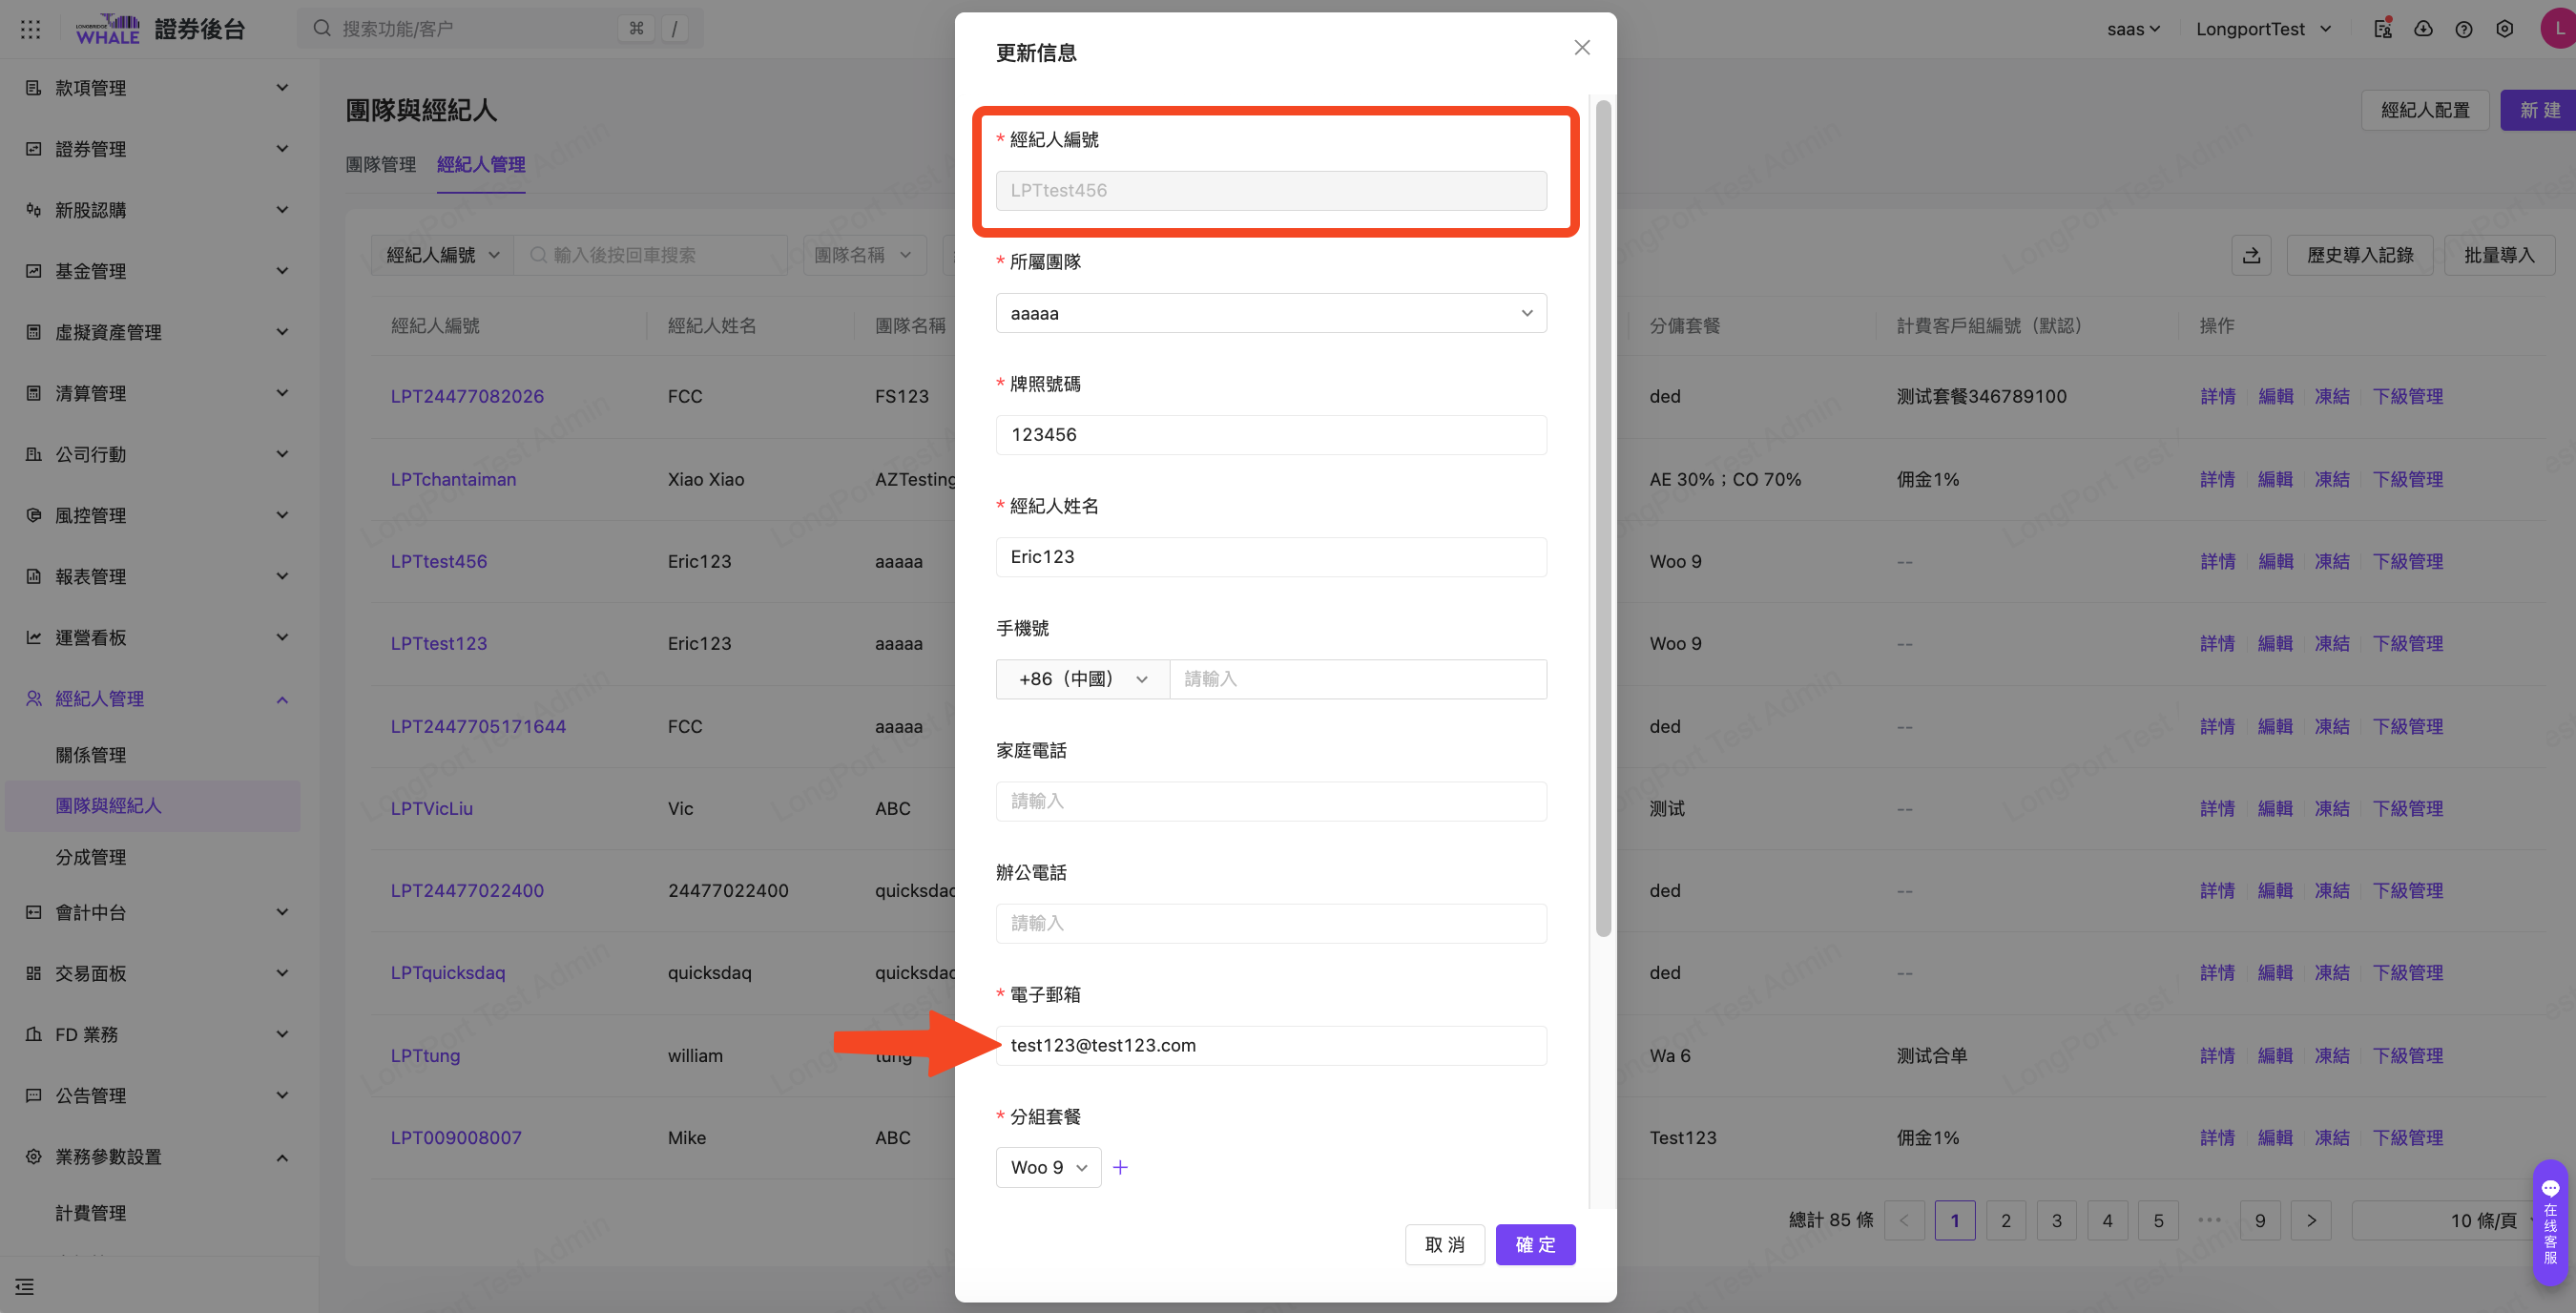 LONGBRIDGE
WHALE
證券後台
搜索功能/客户
⌘
/
saas
LongportTest
L
款項管理
證券管理
新股認購
基金管理
虛擬資產管理
清算管理
公司行動
風控管理
報表管理
運營看板
經紀人管理
關係管理
團隊與經紀人
分成管理
會計中台
交易面板
FD 業務
公告管理
業務參數設置
計費管理
團隊與經紀人
經紀人配置
新 建
團隊管理 經紀人管理
經紀人編號
輸入後按回車搜索
團隊名稱
歷史導入記錄
批量導入
經紀人編號 經紀人姓名 團隊名稱 分傭套餐 計費客戶組編號（默認） 操作
LPT24477082026 FCC FS123 ded 测试套餐346789100 詳情 編輯 凍結 下級管理
LPTchantaiman Xiao Xiao AZTesting AE 30%；CO 70% 佣金1% 詳情 編輯 凍結 下級管理
LPTtest456 Eric123 aaaaa Woo 9 -- 詳情 編輯 凍結 下級管理
LPTtest123 Eric123 aaaaa Woo 9 -- 詳情 編輯 凍結 下級管理
LPT2447705171644 FCC aaaaa ded -- 詳情 編輯 凍結 下級管理
LPTVicLiu Vic ABC 测试 -- 詳情 編輯 凍結 下級管理
LPT24477022400 24477022400 quicksdac ded -- 詳情 編輯 凍結 下級管理
LPTquicksdaq quicksdaq quicksdac ded -- 詳情 編輯 凍結 下級管理
LPTtung william tung Wa 6 测试合单 詳情 編輯 凍結 下級管理
LPT009008007 Mike ABC Test123 佣金1% 詳情 編輯 凍結 下級管理
總計 85 條 1 2 3 4 5 ••• 9 10 條/頁
在线客服
更新信息
* 經紀人編號
LPTtest456
* 所屬團隊
aaaaa
* 牌照號碼
123456
* 經紀人姓名
Eric123
手機號
+86（中國） 請輸入
家庭電話
請輸入
辦公電話
請輸入
* 電子郵箱
test123@test123.com
* 分組套餐
Woo 9 +
取 消
確 定
LongPort Test Admin